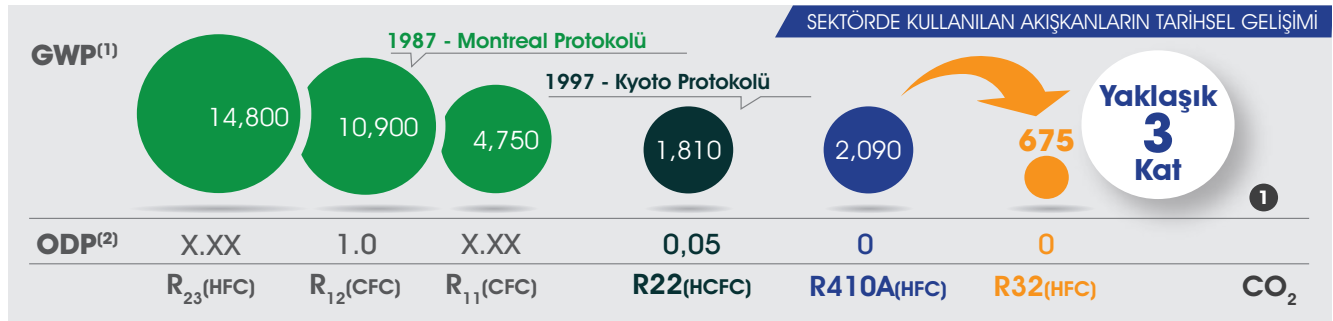 SEKTÖRDE KULLANILAN AKIŞKANLARIN TARİHSEL GELİŞİMİ
GWP(1)
1987 - Montreal Protokolü
1997 - Kyoto Protokolü
14,800
10,900
4,750
1,810
2,090
675
Yaklaşık
3
Kat
1
ODP(2) X.XX 1.0 X.XX 0,05 0 0
R23(HFC) R12(CFC) R11(CFC) R22(HCFC) R410A(HFC) R32(HFC) CO2